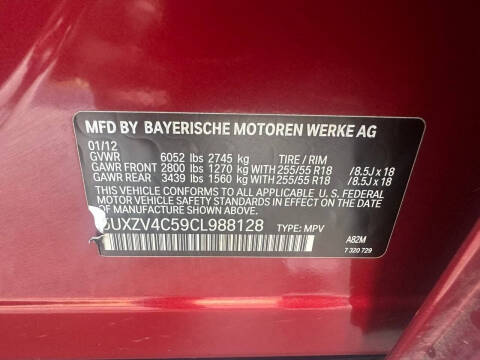 MFD BY BAYERISCHE MOTOREN WERKE AG
01/12
GVWR 6052 lbs 2745 kg TIRE / RIM
GAWR FRONT 2800 lbs 1270 kg WITH 255/55 R18 /8.5J x 18
GAWR REAR 3439 lbs 1560 kg WITH 255/55 R18 /8.5J x 18
THIS VEHICLE CONFORMS TO ALL APPLICABLE U. S. FEDERAL
MOTOR VEHICLE SAFETY STANDARDS IN EFFECT ON THE DATE
OF MANUFACTURE SHOWN ABOVE.
UXZV4C59CL988128 TYPE: MPV
A82M
7 320 729